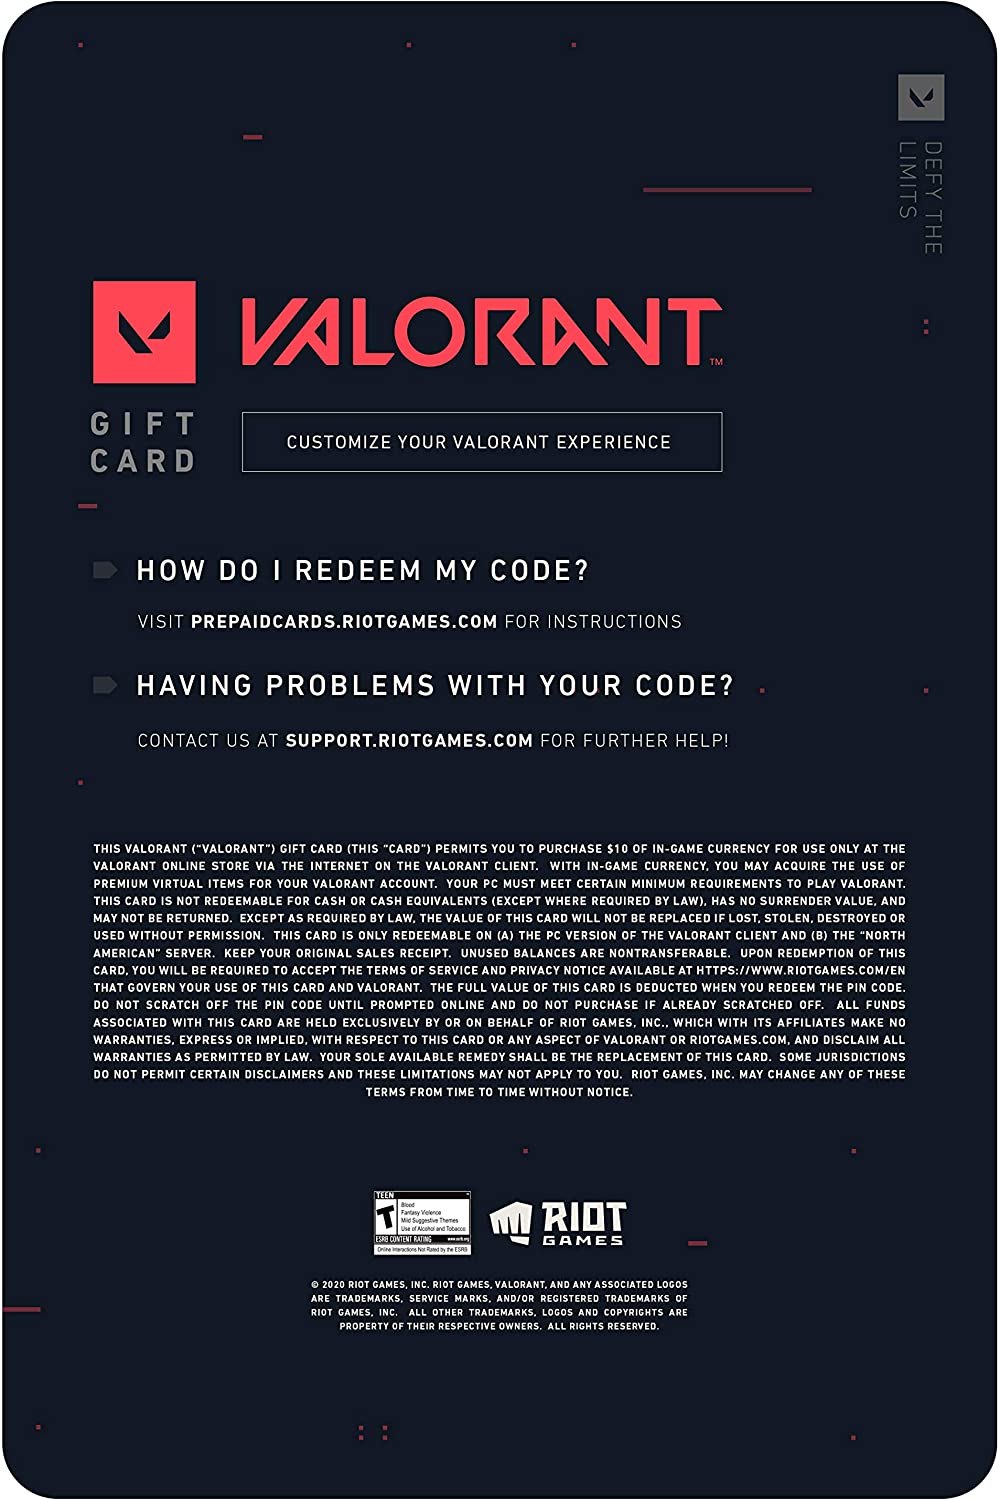 DEFY THE
LIMITS
VALORANT™
GIFT
CARD
CUSTOMIZE YOUR VALORANT EXPERIENCE
HOW DO I REDEEM MY CODE?
VISIT PREPAIDCARDS.RIOTGAMES.COM FOR INSTRUCTIONS
HAVING PROBLEMS WITH YOUR CODE?
CONTACT US AT SUPPORT.RIOTGAMES.COM FOR FURTHER HELP!
THIS VALORANT (“VALORANT”) GIFT CARD (THIS “CARD”) PERMITS YOU TO PURCHASE $10 OF IN-GAME CURRENCY FOR USE ONLY AT THE
VALORANT ONLINE STORE VIA THE INTERNET ON THE VALORANT CLIENT. WITH IN-GAME CURRENCY, YOU MAY ACQUIRE THE USE OF
PREMIUM VIRTUAL ITEMS FOR YOUR VALORANT ACCOUNT. YOUR PC MUST MEET CERTAIN MINIMUM REQUIREMENTS TO PLAY VALORANT.
THIS CARD IS NOT REDEEMABLE FOR CASH OR CASH EQUIVALENTS (EXCEPT WHERE REQUIRED BY LAW), HAS NO SURRENDER VALUE, AND
MAY NOT BE RETURNED. EXCEPT AS REQUIRED BY LAW, THE VALUE OF THIS CARD WILL NOT BE REPLACED IF LOST, STOLEN, DESTROYED OR
USED WITHOUT PERMISSION. THIS CARD IS ONLY REDEEMABLE ON (A) THE PC VERSION OF THE VALORANT CLIENT AND (B) THE “NORTH
AMERICAN” SERVER. KEEP YOUR ORIGINAL SALES RECEIPT. UNUSED BALANCES ARE NONTRANSFERABLE. UPON REDEMPTION OF THIS
CARD, YOU WILL BE REQUIRED TO ACCEPT THE TERMS OF SERVICE AND PRIVACY NOTICE AVAILABLE AT HTTPS://WWW.RIOTGAMES.COM/EN
THAT GOVERN YOUR USE OF THIS CARD AND VALORANT. THE FULL VALUE OF THIS CARD IS DEDUCTED WHEN YOU REDEEM THE PIN CODE.
DO NOT SCRATCH OFF THE PIN CODE UNTIL PROMPTED ONLINE AND DO NOT PURCHASE IF ALREADY SCRATCHED OFF. ALL FUNDS
ASSOCIATED WITH THIS CARD ARE HELD EXCLUSIVELY BY OR ON BEHALF OF RIOT GAMES, INC., WHICH WITH ITS AFFILIATES MAKE NO
WARRANTIES, EXPRESS OR IMPLIED, WITH RESPECT TO THIS CARD OR ANY ASPECT OF VALORANT OR RIOTGAMES.COM, AND DISCLAIM ALL
WARRANTIES AS PERMITTED BY LAW. YOUR SOLE AVAILABLE REMEDY SHALL BE THE REPLACEMENT OF THIS CARD. SOME JURISDICTIONS
DO NOT PERMIT CERTAIN DISCLAIMERS AND THESE LIMITATIONS MAY NOT APPLY TO YOU. RIOT GAMES, INC. MAY CHANGE ANY OF THESE
TERMS FROM TIME TO TIME WITHOUT NOTICE.
TEEN
T
Blood
Fantasy Violence
Mild Suggestive Themes
Use of Alcohol and Tobacco
ESRB CONTENT RATING www.esrb.org
Online Interactions Not Rated by the ESRB
RIOT
GAMES
© 2020 RIOT GAMES, INC. RIOT GAMES, VALORANT, AND ANY ASSOCIATED LOGOS
ARE TRADEMARKS, SERVICE MARKS, AND/OR REGISTERED TRADEMARKS OF
RIOT GAMES, INC. ALL OTHER TRADEMARKS, LOGOS AND COPYRIGHTS ARE
PROPERTY OF THEIR RESPECTIVE OWNERS. ALL RIGHTS RESERVED.